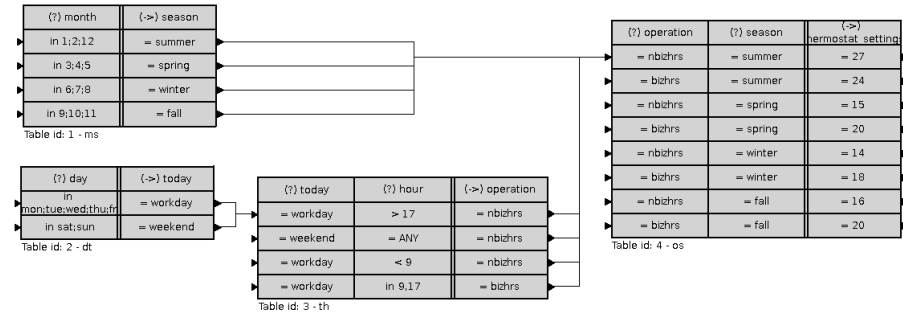 (?) month (->) season
in 1;2;12 = summer
in 3;4;5 = spring
in 6;7;8 = winter
in 9;10;11 = fall
Table id: 1 - ms
(?) day (->) today
in
mon;tue;wed;thu;fr = workday
in sat;sun = weekend
Table id: 2 - dt
(?) today (?) hour (->) operation
= workday > 17 = nbizhrs
= weekend = ANY = nbizhrs
= workday < 9 = nbizhrs
= workday in 9,17 = bizhrs
Table id: 3 - th
(?) operation (?) season (->)
hermostat_settings
= nbizhrs = summer = 27
= bizhrs = summer = 24
= nbizhrs = spring = 15
= bizhrs = spring = 20
= nbizhrs = winter = 14
= bizhrs = winter = 18
= nbizhrs = fall = 16
= bizhrs = fall = 20
Table id: 4 - os